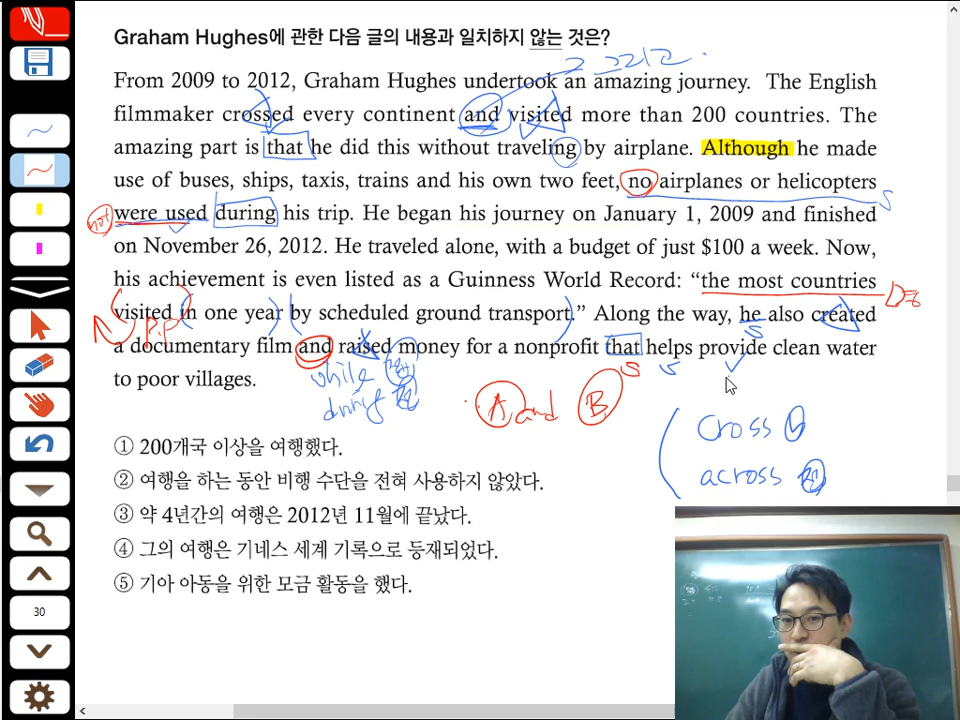 Graham Hughes에 관한 다음 글의 내용과 일치하지 않는 것은?
그리고
From 2009 to 2012, Graham Hughes undertook an amazing journey. The English
filmmaker crossed every continent and visited more than 200 countries. The
amazing part is that he did this without traveling by airplane. Although he made
use of buses, ships, taxis, trains and his own two feet, no airplanes or helicopters
S
not
were used during his trip. He began his journey on January 1, 2009 and finished
on November 26, 2012. He traveled alone, with a budget of just $100 a week. Now,
his achievement is even listed as a Guinness World Record: “the most countries
visited in one year by scheduled ground transport.” Along the way, he also created
p.p
S
a documentary film and raised money for a nonprofit that helps provide clean water
S
to poor villages.
while
during
A and B
cross
across
① 200개국 이상을 여행했다.
② 여행을 하는 동안 비행 수단을 전혀 사용하지 않았다.
③ 약 4년간의 여행은 2012년 11월에 끝났다.
④ 그의 여행은 기네스 세계 기록으로 등재되었다.
⑤ 기아 아동을 위한 모금 활동을 했다.
30